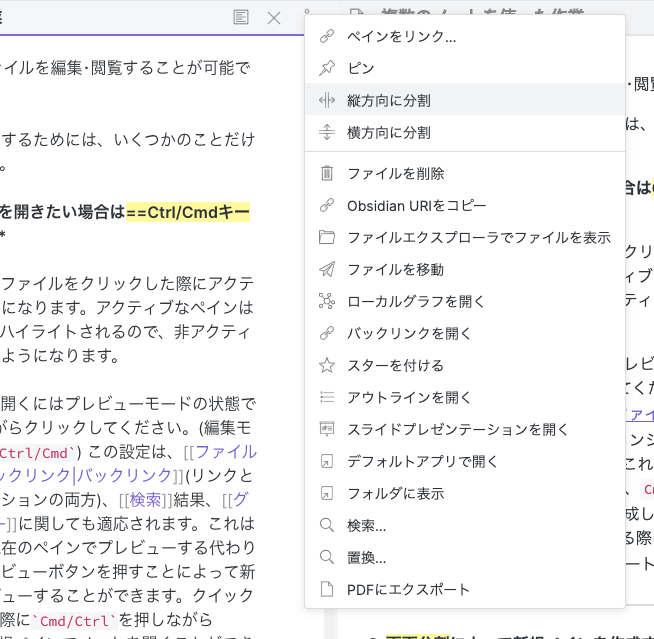 複数のノートを使った作業
イルを編集･閲覧することが可能で
するためには、いくつかのことだけ
。
を開きたい場合は==Ctrl/Cmdキー
*
ファイルをクリックした際にアクテ
になります。アクティブなペインは
ハイライトされるので、非アクティ
ようになります。
開くにはプレビューモードの状態で
がらクリックしてください。(編集モ
Ctrl/Cmd`) この設定は、[[ファイル
ックリンク|バックリンク]](リンクと
ションの両方)、[[検索]]結果、[[グ
ー]]に関しても適応されます。これは
在のペインでプレビューする代わり
ビューボタンを押すことによって新
ビューすることができます。クイック
際に`Cmd/Ctrl`を押しながら
ペインをリンク...
ピン
縦方向に分割
横方向に分割
ファイルを削除
Obsidian URIをコピー
ファイルエクスプローラでファイルを表示
ファイルを移動
ローカルグラフを開く
バックリンクを開く
スターを付ける
アウトラインを開く
スライドプレゼンテーションを開く
デフォルトアプリで開く
フォルダに表示
検索...
置換...
PDFにエクスポート
･閲
は、
合は
クリ
ィブ
ティ
レビ
てくだ
ァイ
ンジ
これ
、Cm
成し
る際
ート